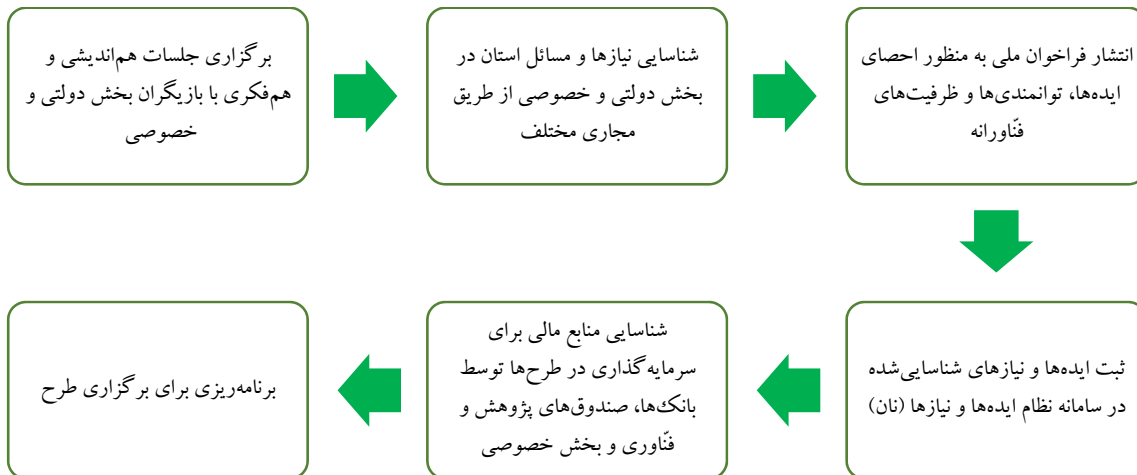 برگزاری جلسات هم‌اندیشی و
هم‌فکری با بازیگران بخش دولتی و
خصوصی
شناسایی نیازها و مسائل استان در
بخش دولتی و خصوصی از طریق
مجاری مختلف
انتشار فراخوان ملی به منظور احصای
ایده‌ها، توانمندی‌ها و ظرفیت‌های
فنّاورانه
ثبت ایده‌ها و نیازهای شناسایی‌شده
در سامانه نظام ایده‌ها و نیازها (نان)
شناسایی منابع مالی برای
سرمایه‌گذاری در طرح‌ها توسط
بانک‌ها، صندوق‌های پژوهش و
فنّاوری و بخش خصوصی
برنامه‌ریزی برای برگزاری طرح